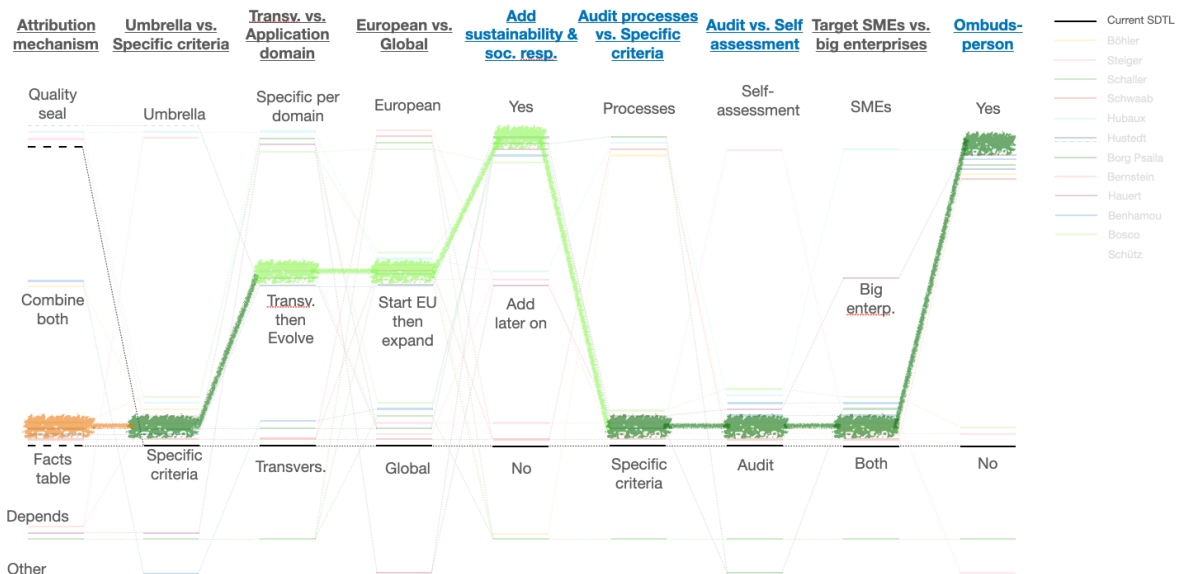 Attribution
mechanism
Umbrella vs.
Specific criteria
Transv. vs.
Application
domain
European vs.
Global
Add
sustainability &
soc. resp.
Audit processes
vs. Specific
criteria
Audit vs. Self
assessment
Target SMEs vs.
big enterprises
Ombuds-
person
Current SDTL
Böhler
Steiger
Schaller
Schwaab
Hubaux
Hustedt
Borg Psaila
Bernstein
Hauert
Benhamou
Bosco
Schütz
Quality
seal
Umbrella
Specific per
domain
European
Yes
Processes
Self-
assessment
SMEs
Yes
Combine
both
Transv.
then
Evolve
Start EU
then
expand
Add
later on
Big
enterp.
Facts
table
Specific
criteria
Transvers.
Global
No
Specific
criteria
Audit
Both
No
Depends
Other